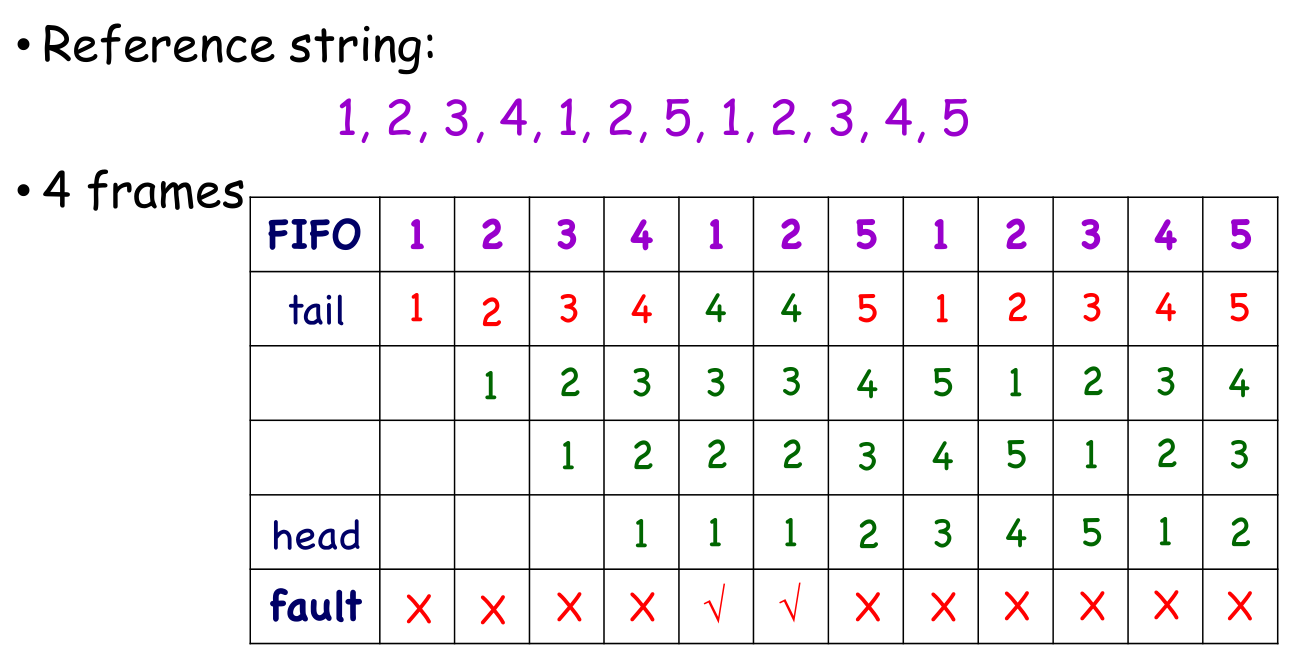 • Reference string:
1, 2, 3, 4, 1, 2, 5, 1, 2, 3, 4, 5
• 4 frames
FIFO 1 2 3 4 1 2 5 1 2 3 4 5
tail 1 2 3 4 4 4 5 1 2 3 4 5
1 2 3 3 3 4 5 1 2 3 4
1 2 2 2 3 4 5 1 2 3
head 1 1 1 2 3 4 5 1 2
fault X X X X √ √ X X X X X X